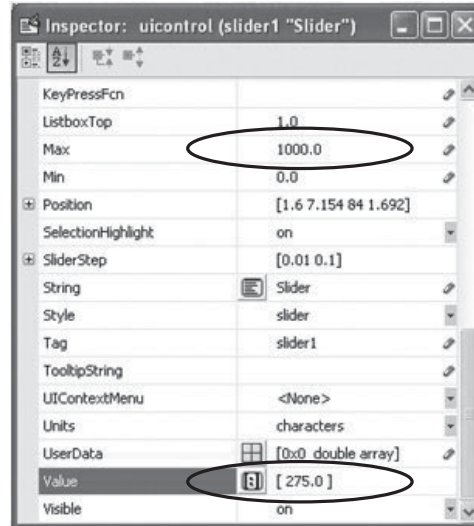 Inspector: uicontrol (slider1 "Slider")
KeyPressFcn
ListboxTop 1.0
Max 1000.0
Min 0.0
Position [1.6 7.154 84 1.692]
SelectionHighlight on
SliderStep [0.01 0.1]
String Slider
Style slider
Tag slider1
TooltipString
UIContextMenu <None>
Units characters
UserData [0x0 double array]
Value [ 275.0 ]
Visible on